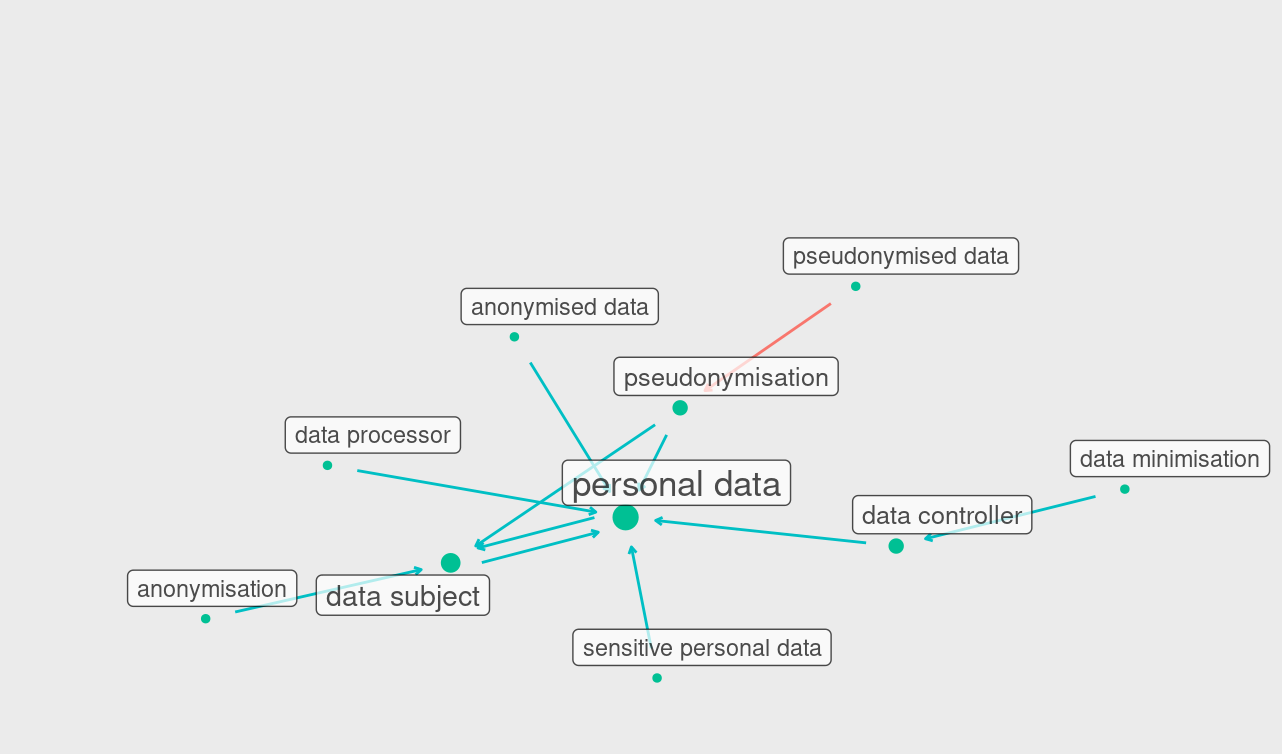 pseudonymised data
anonymised data
pseudonymisation
data processor
data minimisation
personal data
data controller
anonymisation
data subject
sensitive personal data